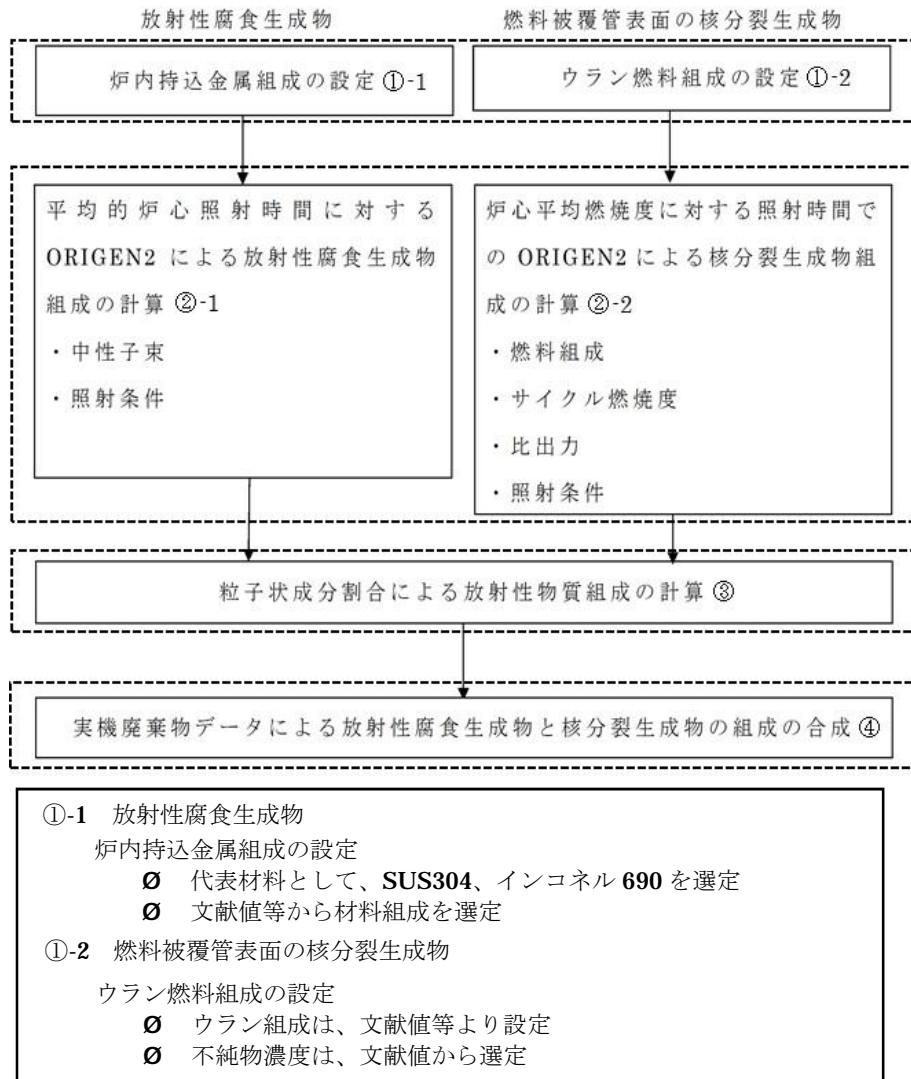 放射性腐食生成物
燃料被覆管表面の核分裂生成物
炉内持込金属組成の設定 ①-1
ウラン燃料組成の設定 ①-2
平均的炉心照射時間に対する
ORIGEN2 による放射性腐食生成物
組成の計算 ②-1
・中性子束
・照射条件
炉心平均燃焼度に対する照射時間で
の ORIGEN2 による核分裂生成物組
成の計算 ②-2
・燃料組成
・サイクル燃焼度
・比出力
・照射条件
粒子状成分割合による放射性物質組成の計算 ③
実機廃棄物データによる放射性腐食生成物と核分裂生成物の組成の合成 ④
①-1 放射性腐食生成物
炉内持込金属組成の設定
Ø 代表材料として、SUS304、インコネル 690 を選定
Ø 文献値等から材料組成を選定
①-2 燃料被覆管表面の核分裂生成物
ウラン燃料組成の設定
Ø ウラン組成は、文献値等より設定
Ø 不純物濃度は、文献値から選定